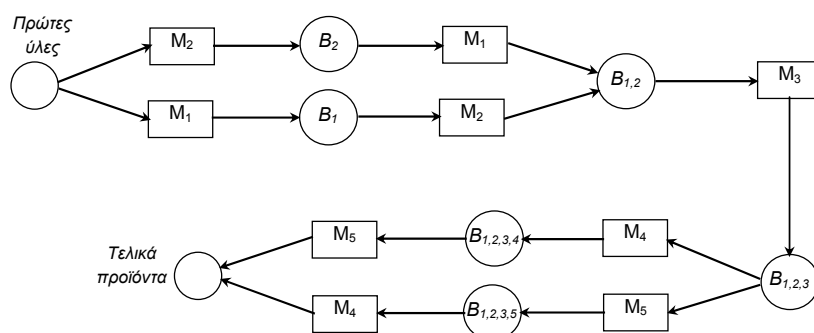 Πρώτες
ύλες
M2
B2
M1
B1,2
M3
M1
B1
M2
M5
B1,2,3,4
M4
Τελικά
προϊόντα
B1,2,3
M4
B1,2,3,5
M5